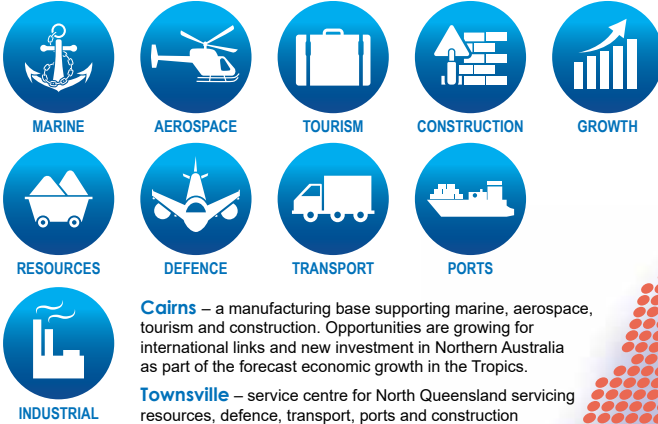 MARINE
AEROSPACE
TOURISM
CONSTRUCTION
GROWTH
RESOURCES
DEFENCE
TRANSPORT
PORTS
INDUSTRIAL
Cairns – a manufacturing base supporting marine, aerospace,
tourism and construction. Opportunities are growing for
international links and new investment in Northern Australia
as part of the forecast economic growth in the Tropics.
Townsville – service centre for North Queensland servicing
resources, defence, transport, ports and construction